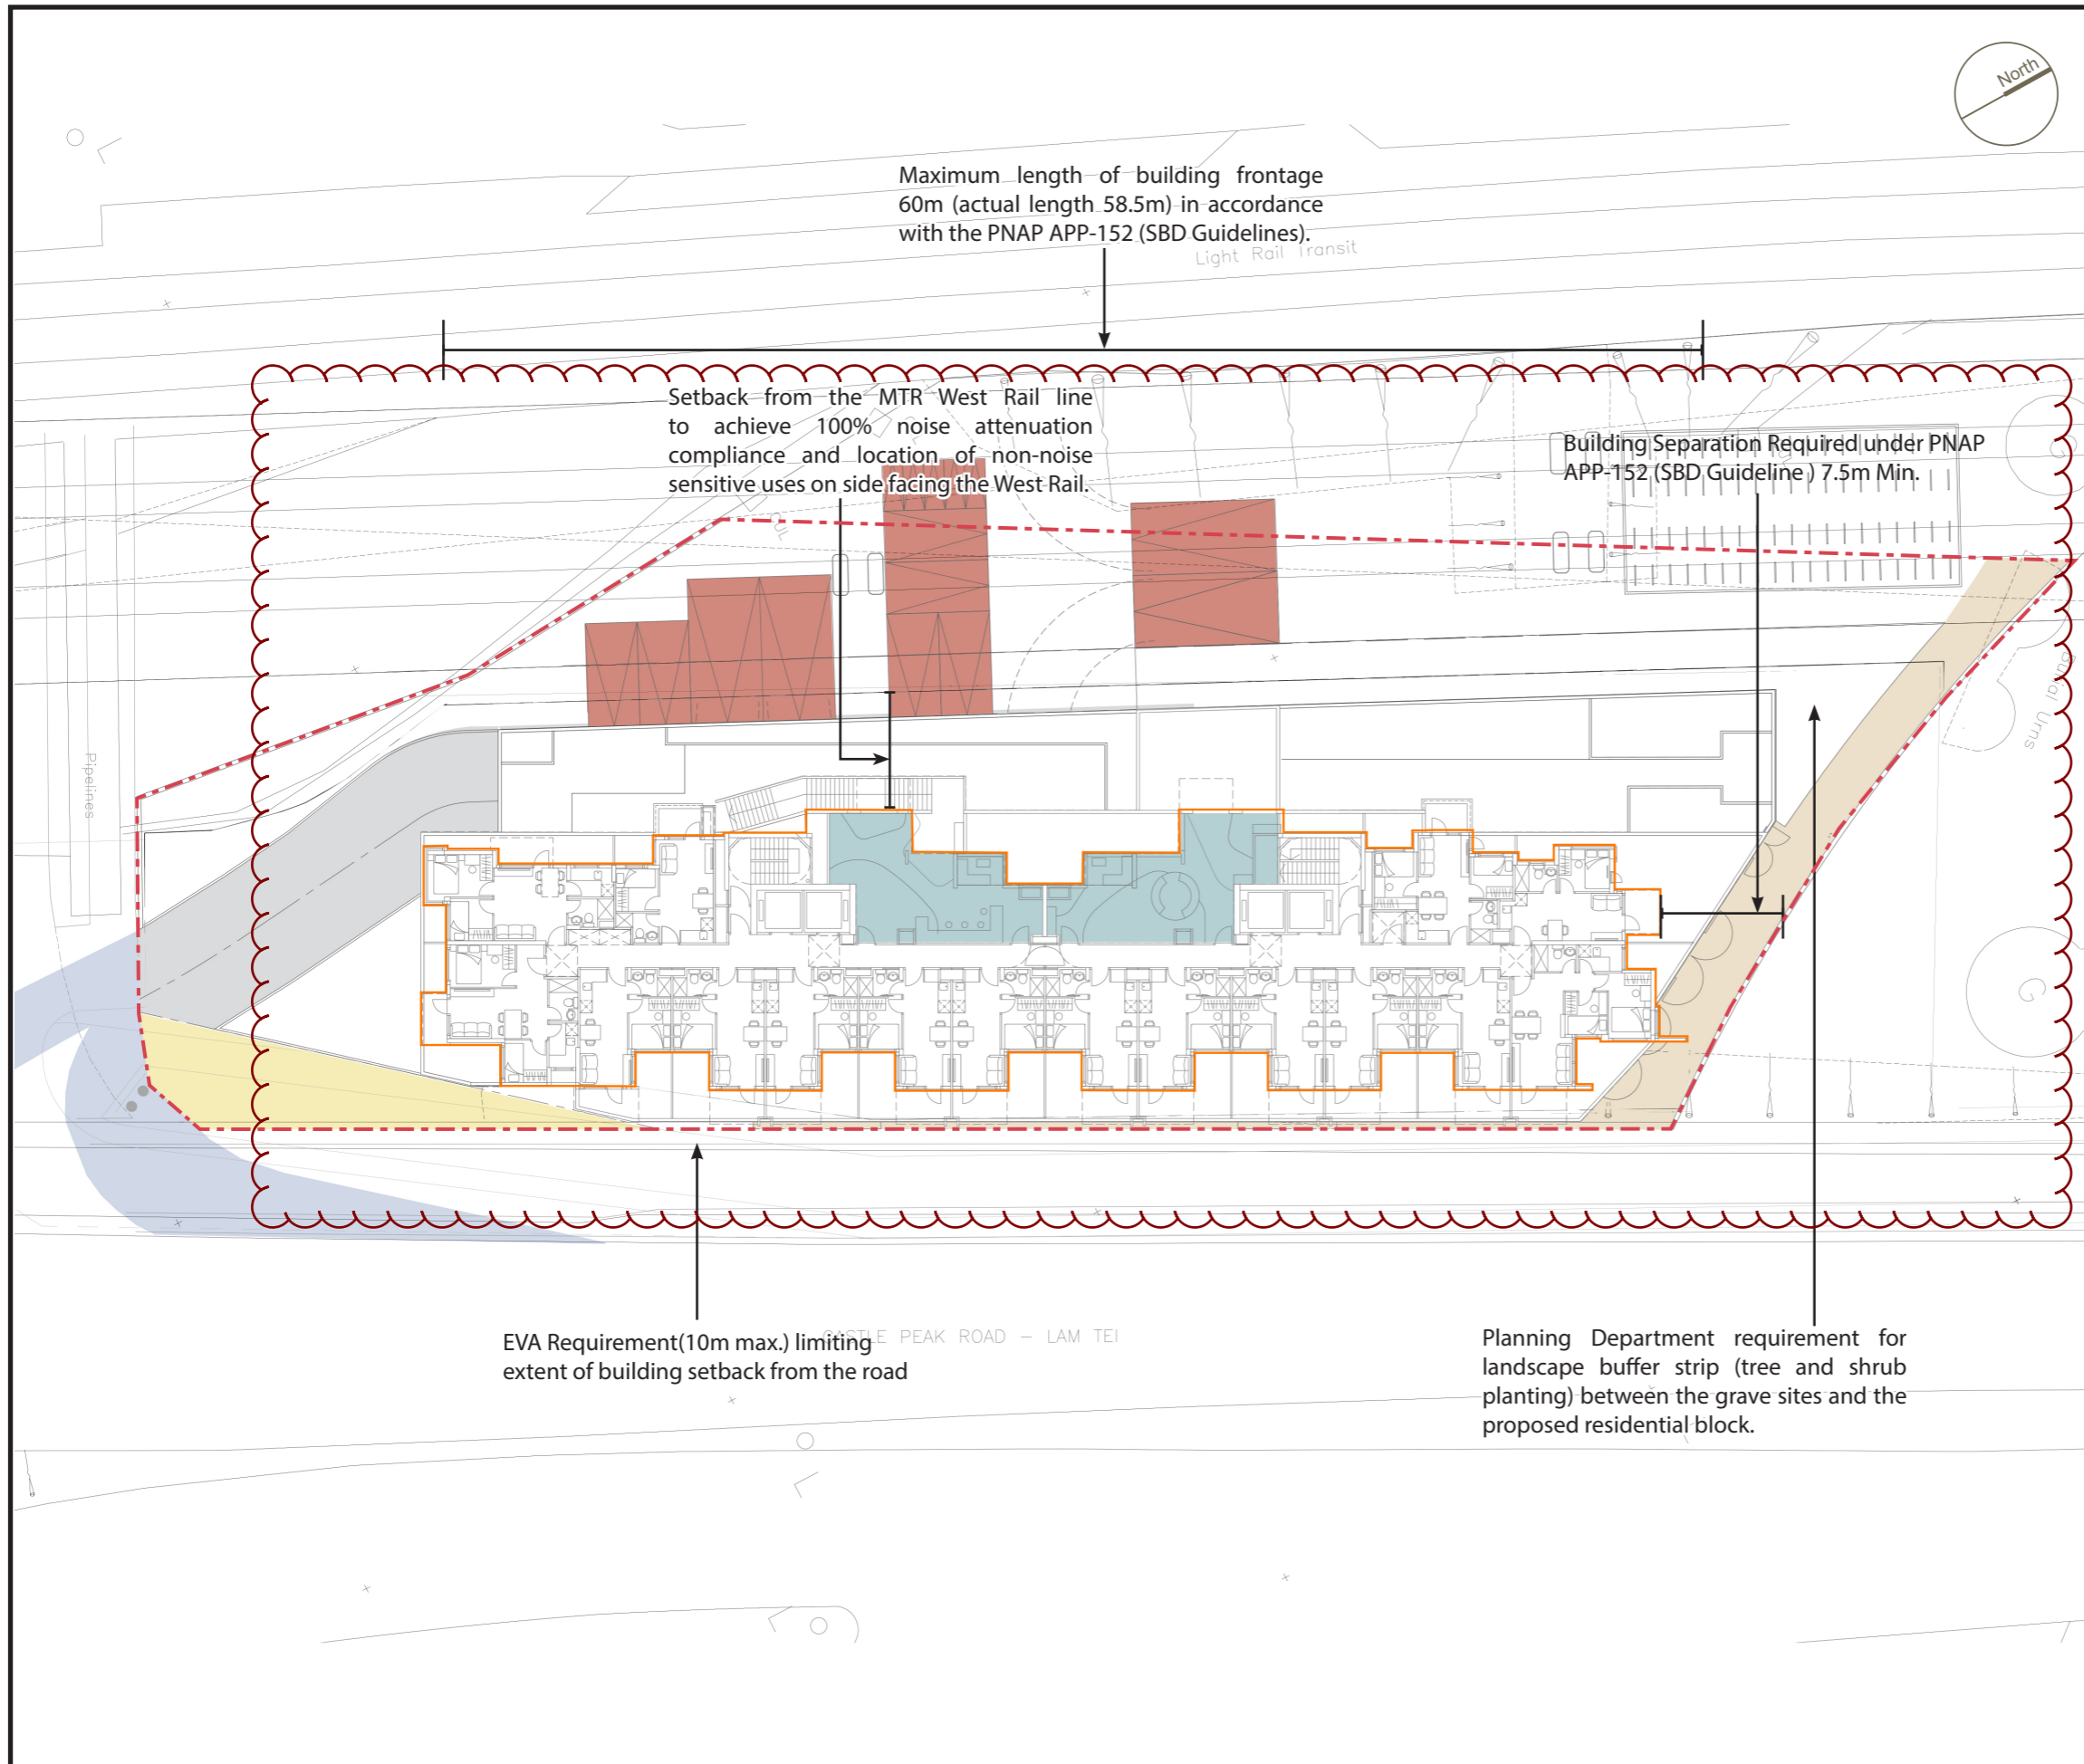 North
Maximum length of building frontage
60m (actual length 58.5m) in accordance
with the PNAP APP-152 (SBD Guidelines).
Light Rail Transit
Setback from the MTR West Rail line
to achieve 100% noise attenuation
compliance and location of non-noise
sensitive uses on side facing the West Rail.
Building Separation Required under PNAP
APP-152 (SBD Guideline ) 7.5m Min.
Burial Urns
Pipelines
G
CASTLE PEAK ROAD – LAM TEI
EVA Requirement(10m max.) limiting
extent of building setback from the road
Planning Department requirement for
landscape buffer strip (tree and shrub
planting) between the grave sites and the
proposed residential block.